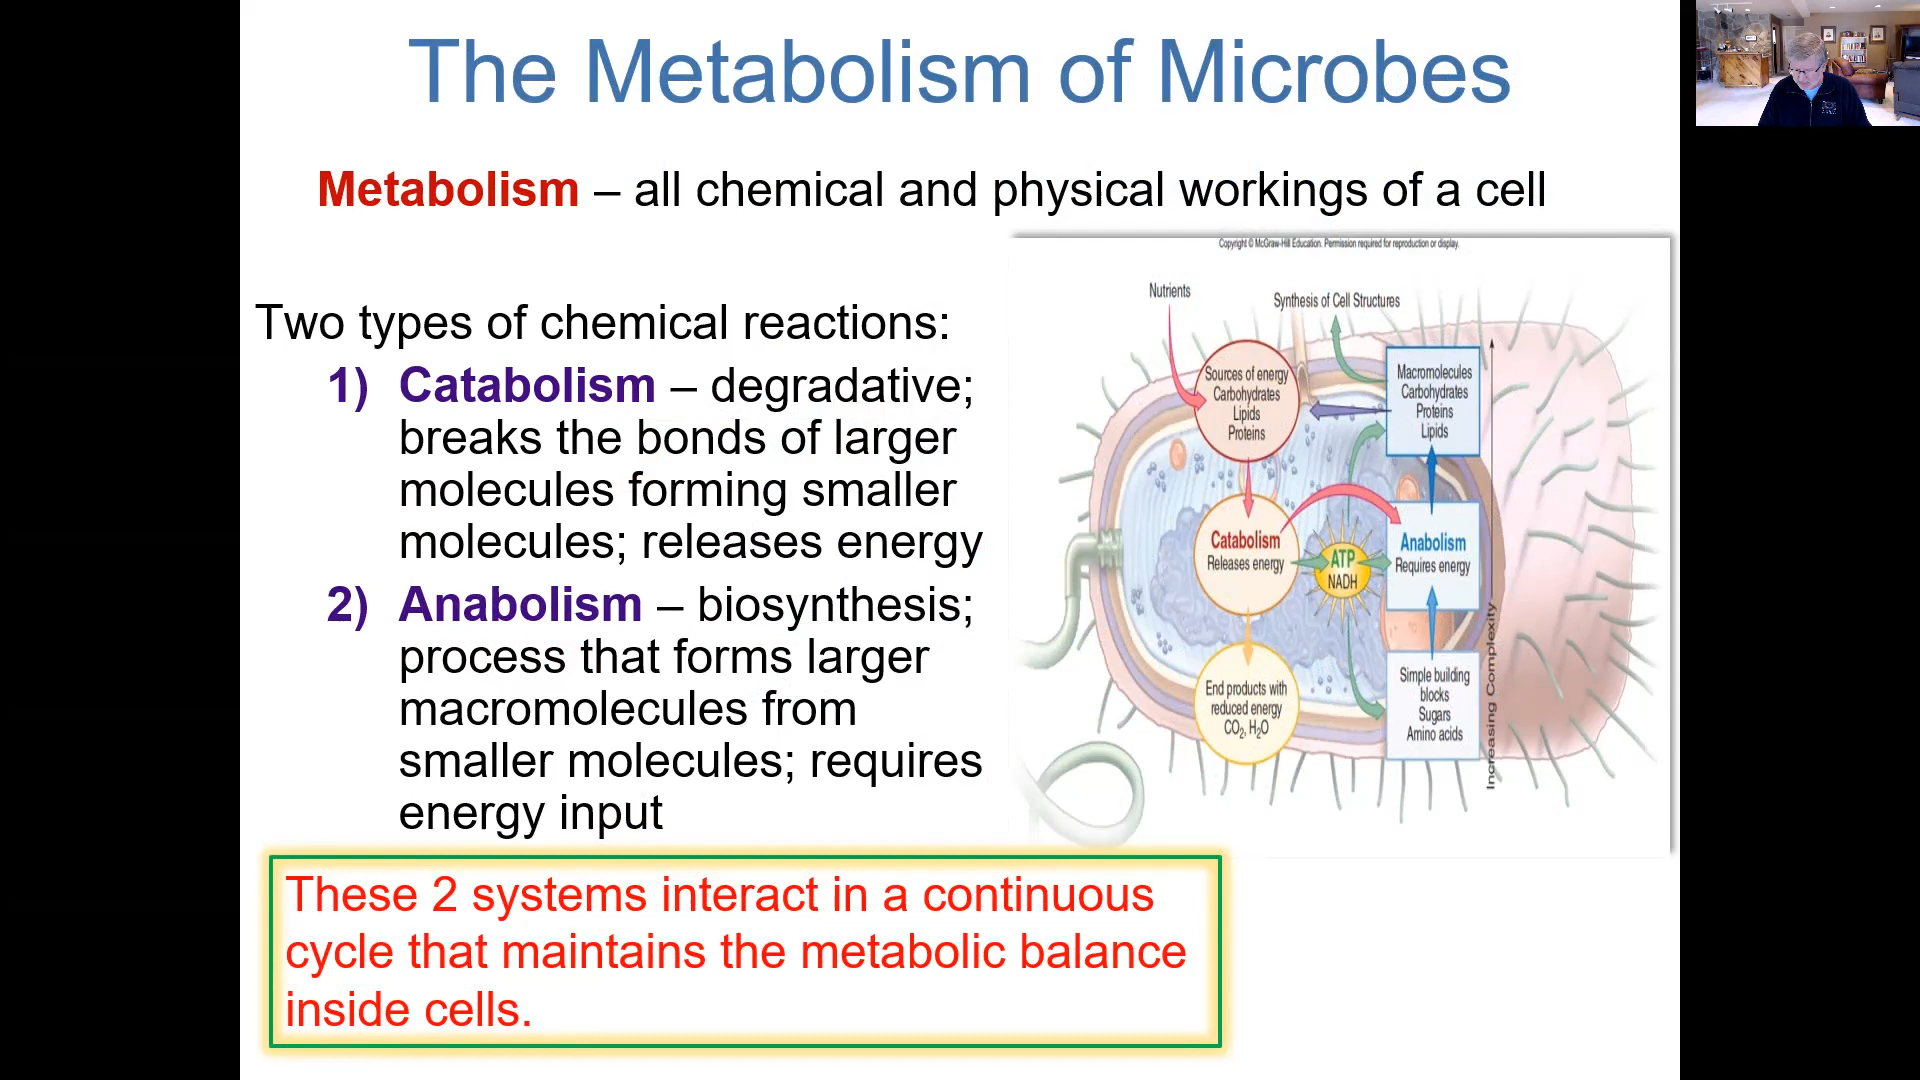 The Metabolism of Microbes
Metabolism – all chemical and physical workings of a cell
Two types of chemical reactions:
1) Catabolism – degradative;
breaks the bonds of larger
molecules forming smaller
molecules; releases energy
2) Anabolism – biosynthesis;
process that forms larger
macromolecules from
smaller molecules; requires
energy input
These 2 systems interact in a continuous
cycle that maintains the metabolic balance
inside cells.
Copyright © McGraw-Hill Education. Permission required for reproduction or display.
Nutrients
Synthesis of Cell Structures
Sources of energy
Carbohydrates
Lipids
Proteins
Macromolecules
Carbohydrates
Proteins
Lipids
Catabolism
Releases energy
ATP
NADH
Anabolism
Requires energy
End products with
reduced energy
CO₂, H₂O
Simple building
blocks
Sugars
Amino acids
Increasing Complexity